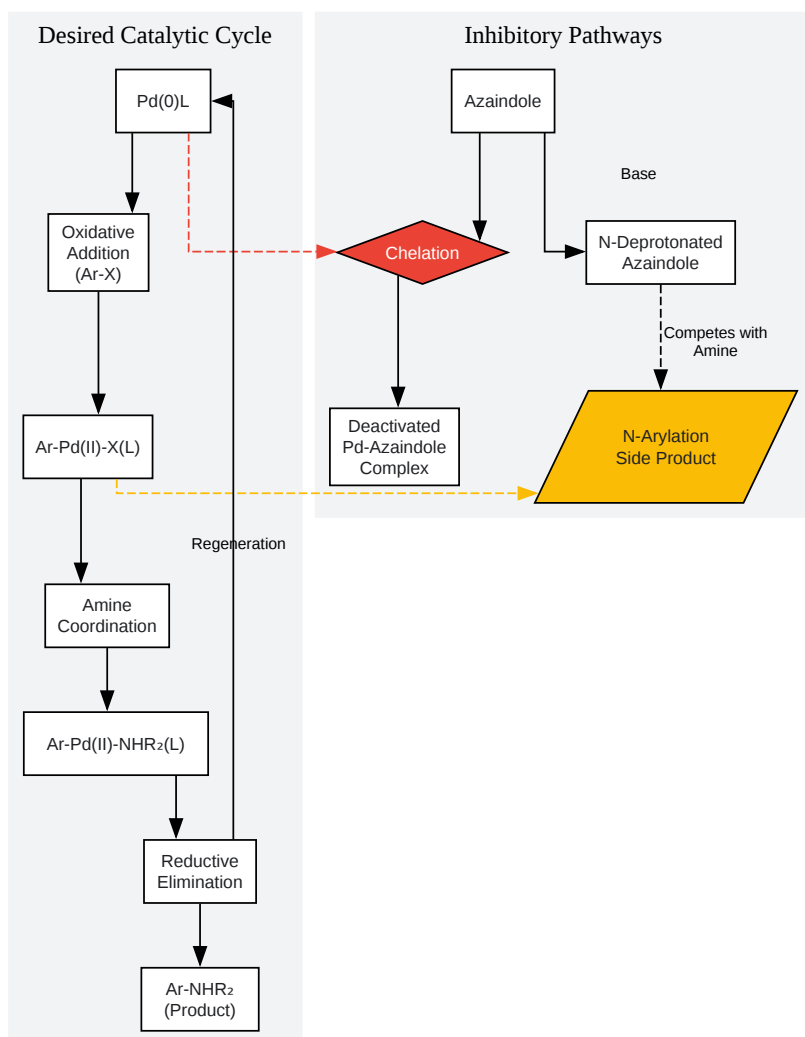 Desired Catalytic Cycle
Pd(0)L
Oxidative
Addition
(Ar-X)
Ar-Pd(II)-X(L)
Regeneration
Amine
Coordination
Ar-Pd(II)-NHR₂(L)
Reductive
Elimination
Ar-NHR₂
(Product)
Inhibitory Pathways
Azaindole
Base
Chelation
N-Deprotonated
Azaindole
Competes with
Amine
Deactivated
Pd-Azaindole
Complex
N-Arylation
Side Product